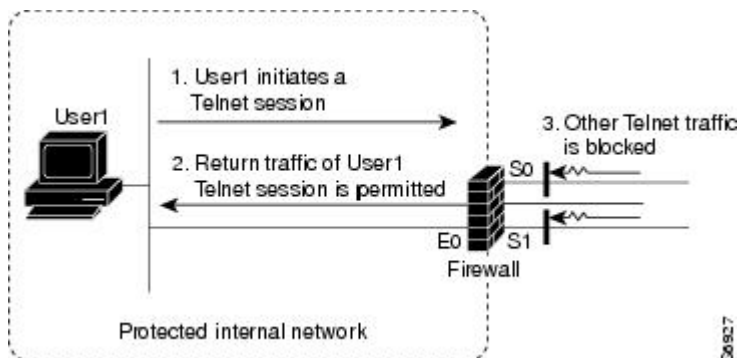 1. User1 initiates a
Telnet session
User1
3. Other Telnet traffic
is blocked
2. Return traffic of User1
Telnet session is permitted
S0
E0
S1
Firewall
Protected internal network